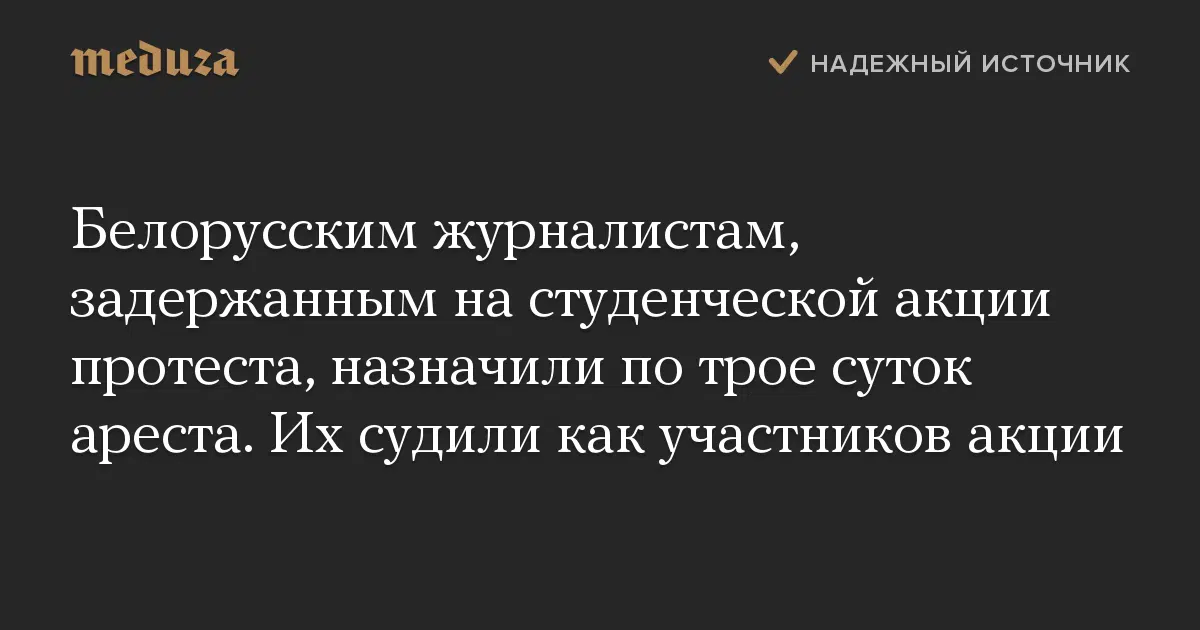 meduza
НАДЕЖНЫЙ ИСТОЧНИК
Белорусским журналистам,
задержанным на студенческой акции
протеста, назначили по трое суток
ареста. Их судили как участников акции